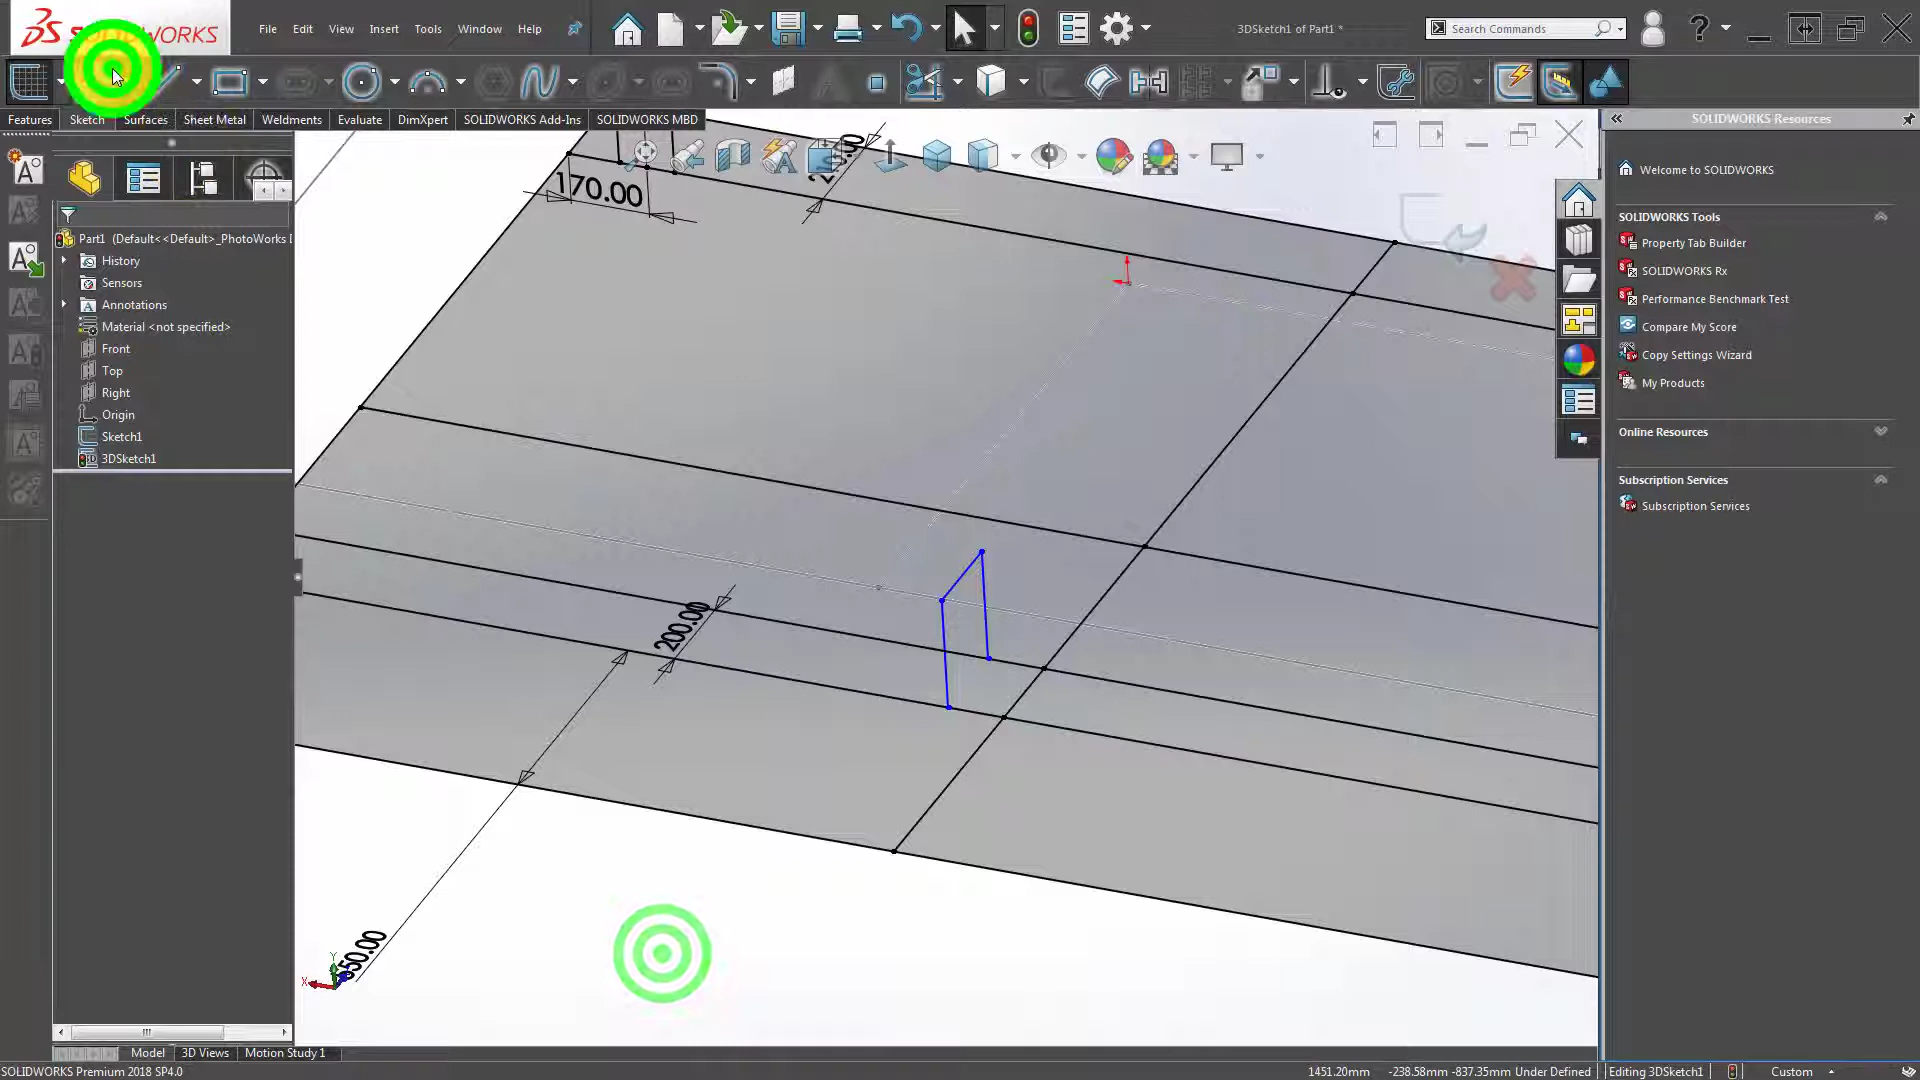 SOLIDWORKS
File Edit View Insert Tools Window Help
3DSketch1 of Part1 *
Search Commands
?
Features Sketch Surfaces Sheet Metal Weldments Evaluate DimXpert SOLIDWORKS Add-Ins SOLIDWORKS MBD
SOLIDWORKS Resources
Part1 (Default<<Default>_PhotoWorks
History
Sensors
Annotations
Material <not specified>
Front
Top
Right
Origin
Sketch1
3DSketch1
170.00
200.00
X
Y
Welcome to SOLIDWORKS
SOLIDWORKS Tools
Property Tab Builder
SOLIDWORKS Rx
Performance Benchmark Test
Compare My Score
Copy Settings Wizard
My Products
Online Resources
Subscription Services
Subscription Services
Model 3D Views Motion Study 1
SOLIDWORKS Premium 2018 SP4.0
1451.20mm -238.58mm -837.35mm Under Defined Editing 3DSketch1 Custom